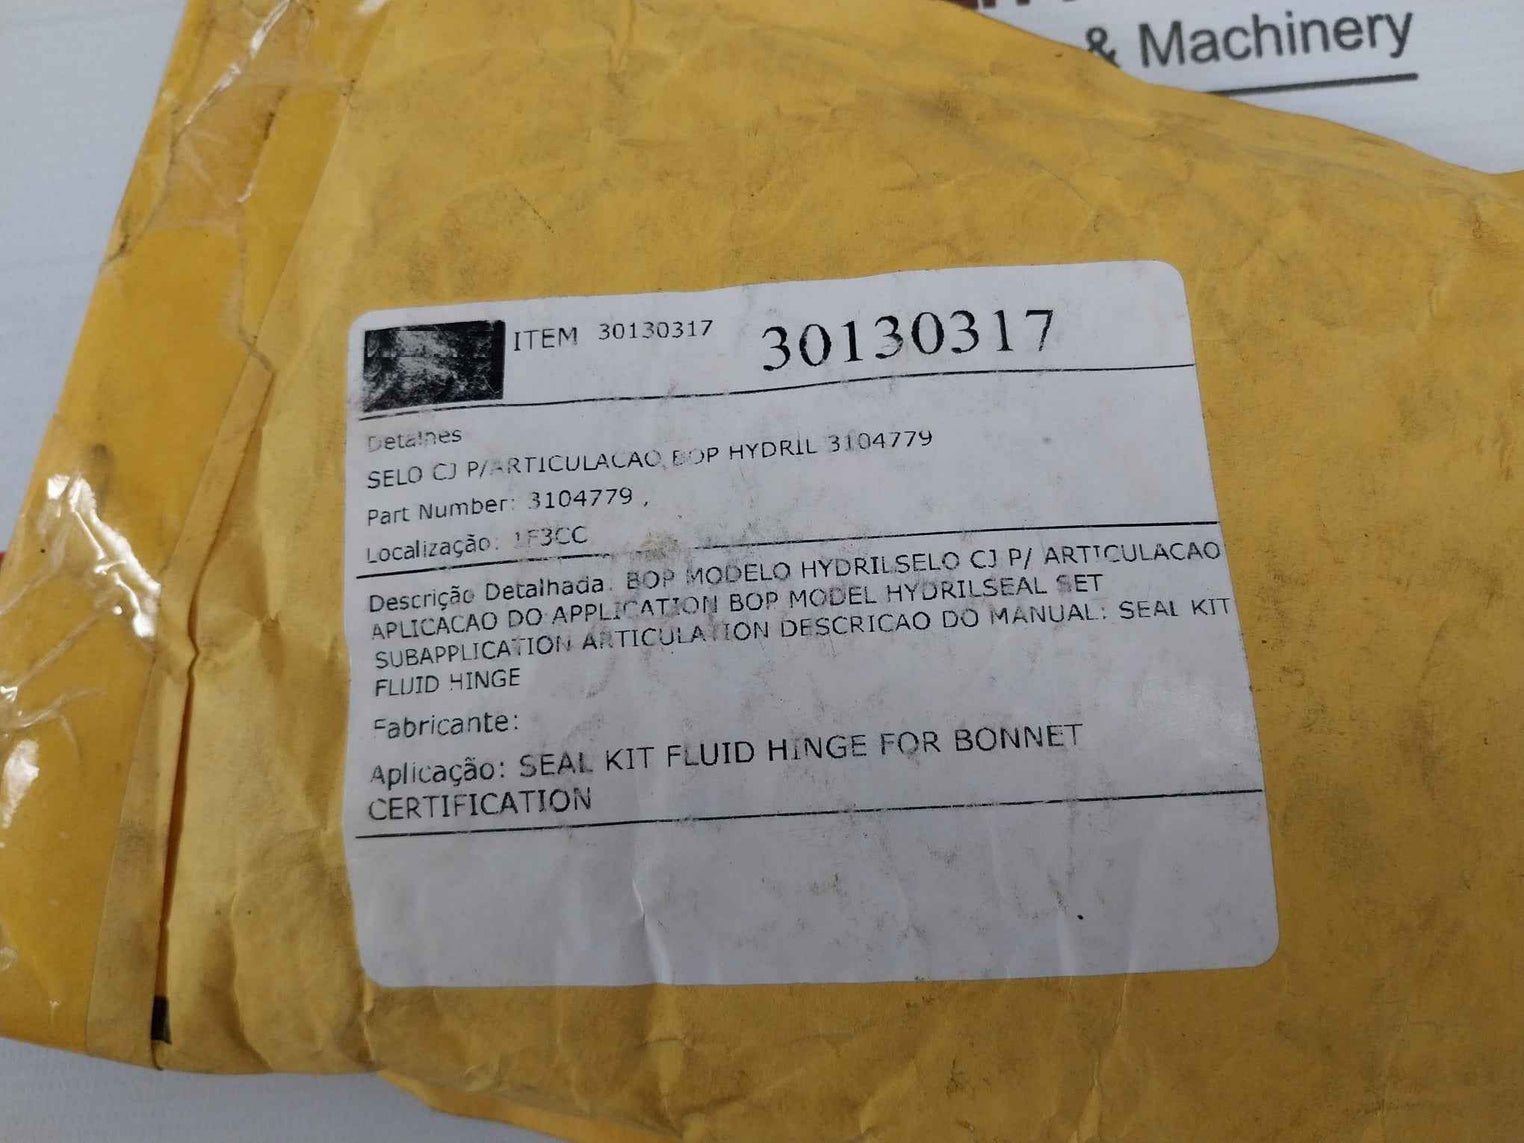 & Machinery
ITEM 30130317 30130317
Detalhes
SELO CJ P/ARTICULACAO BOP HYDRIL 3104779
Part Number: 3104779 ,
Localização: 1F3CC
Descrição Detalhada: BOP MODELO HYDRILSELO CJ P/ ARTICULACAO
APLICACAO DO APPLICATION BOP MODEL HYDRILSEAL SET
SUBAPPLICATION ARTICULATION DESCRICAO DO MANUAL: SEAL KIT
FLUID HINGE
Fabricante:
Aplicação: SEAL KIT FLUID HINGE FOR BONNET
CERTIFICATION